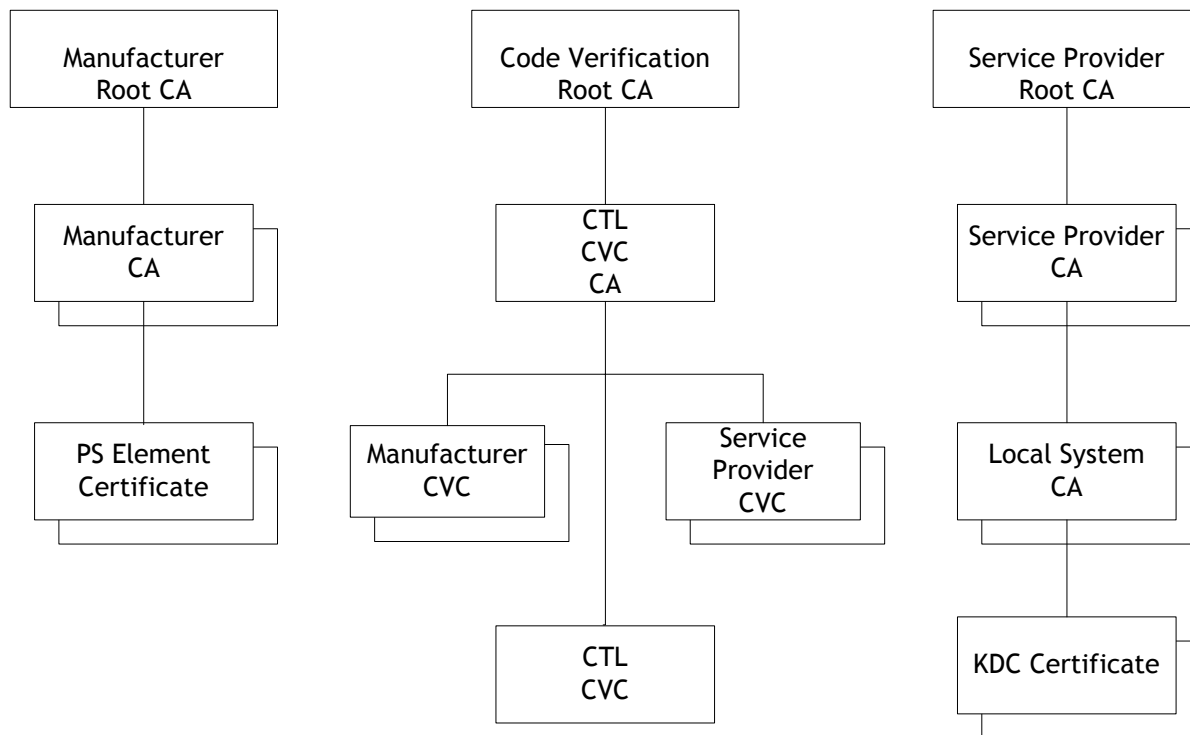 Manufacturer
Root CA
Code Verification
Root CA
Service Provider
Root CA
Manufacturer
CA
CTL
CVC
CA
Service Provider
CA
PS Element
Certificate
Manufacturer
CVC
Service
Provider
CVC
Local System
CA
CTL
CVC
KDC Certificate